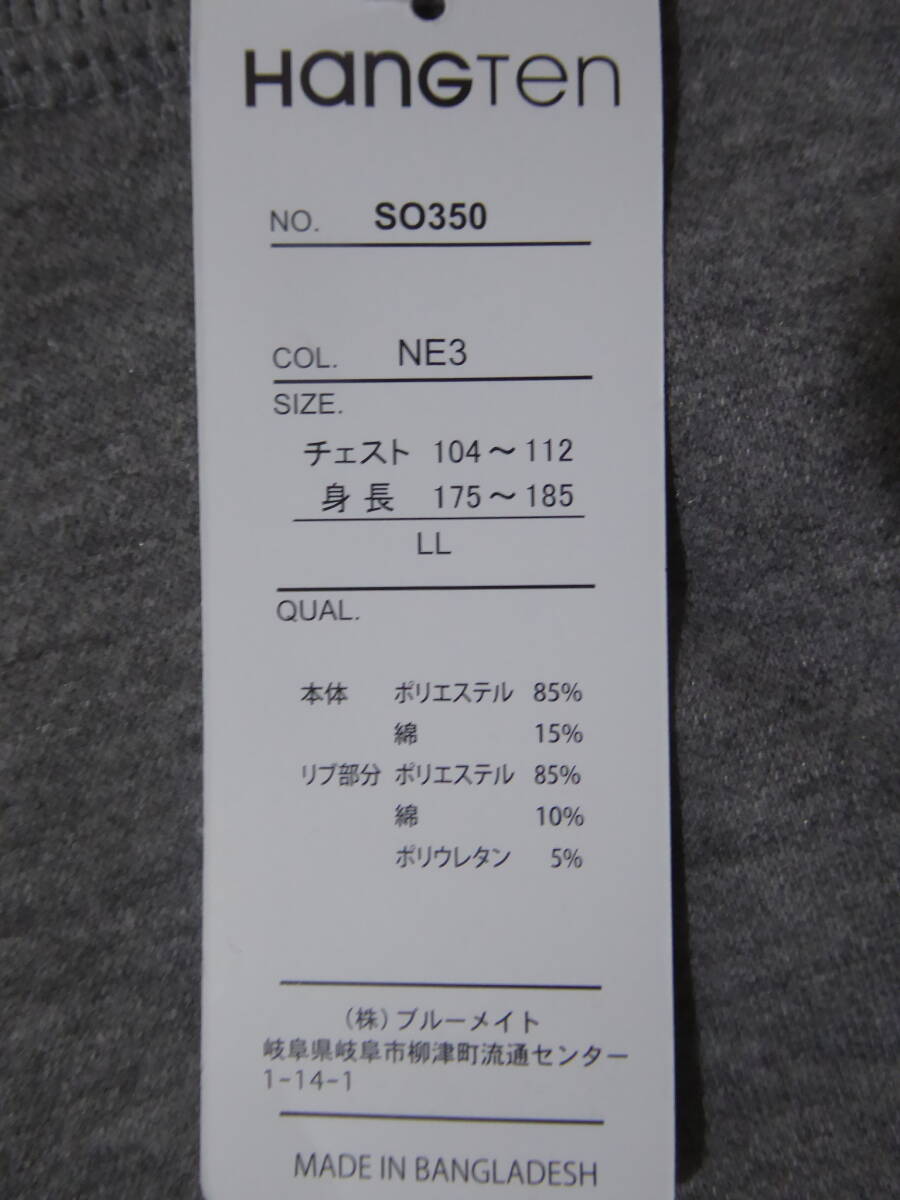 HANGTEN
NO. SO350
COL. NE3
SIZE.
チェスト 104～112
身長 175～185
LL
QUAL.
本体 ポリエステル 85%
綿 15%
リブ部分 ポリエステル 85%
綿 10%
ポリウレタン 5%
(株)ブルーメイト
岐阜県岐阜市柳津町流通センター
1-14-1
MADE IN BANGLADESH